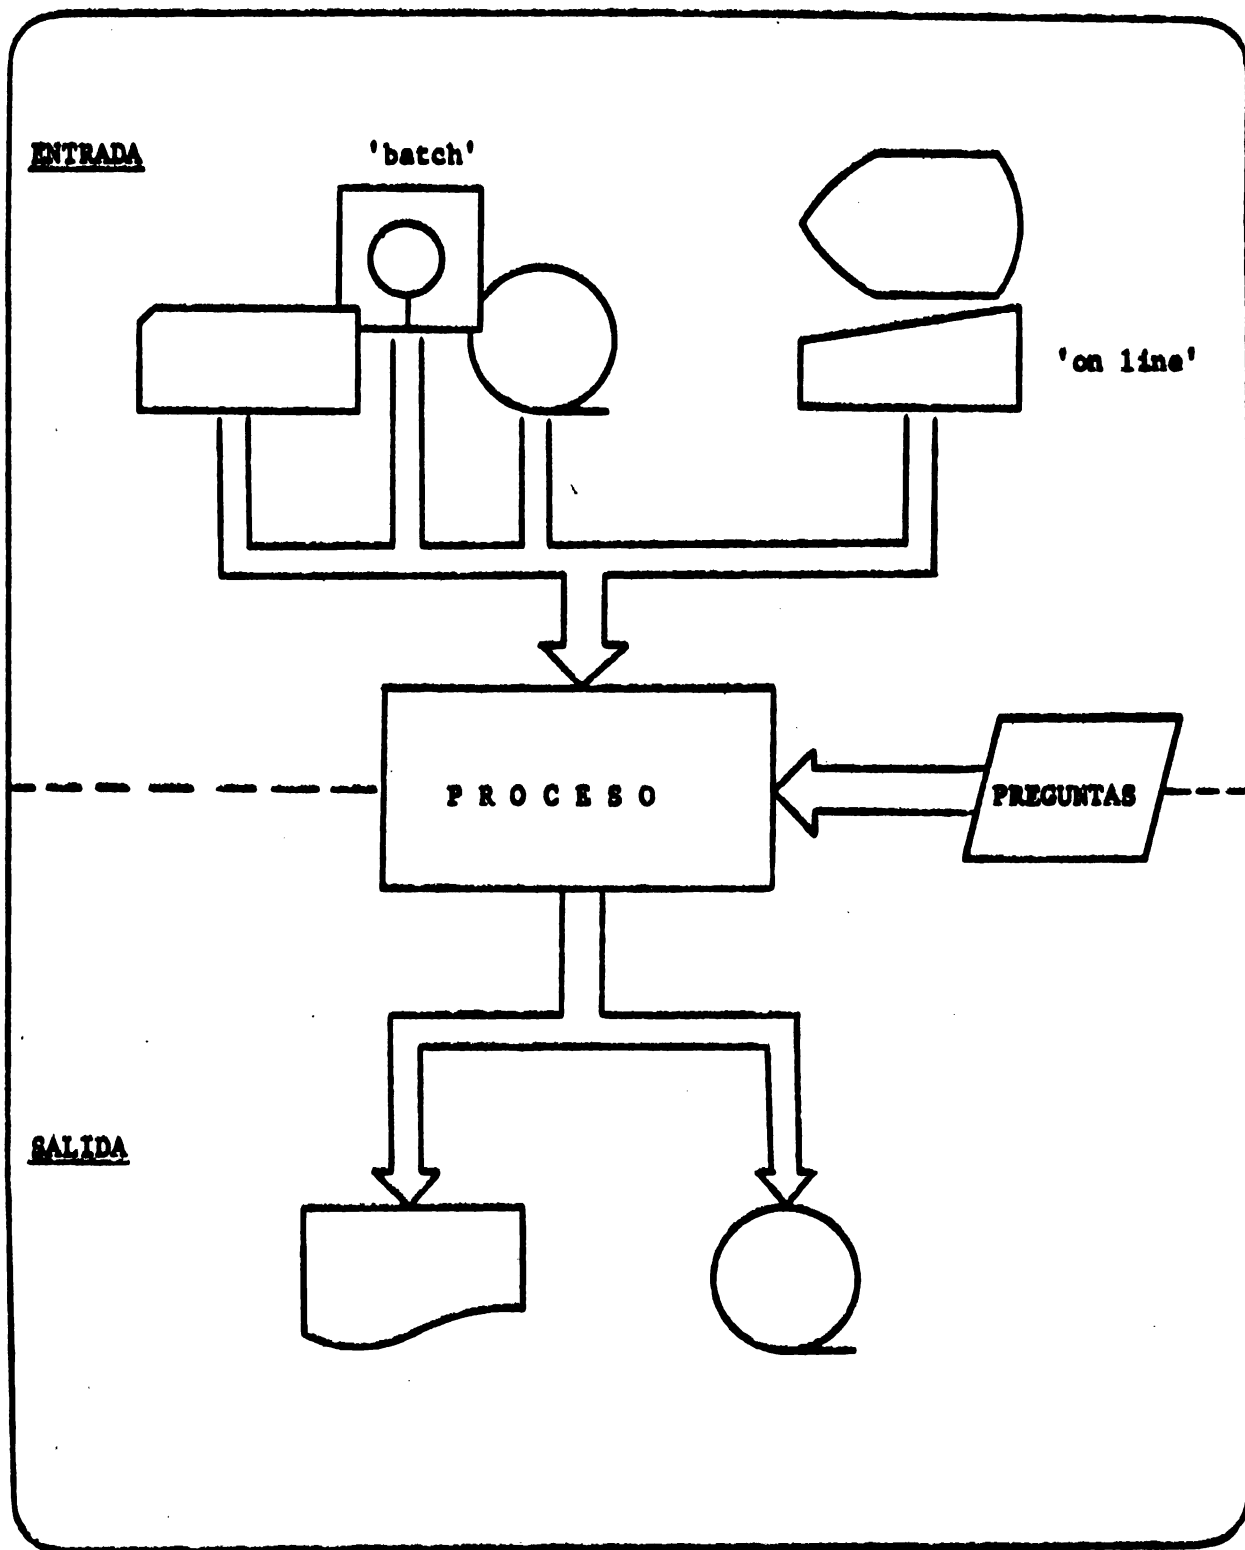 ENTRADA
'batch'
'on line'
P R O C E S O
PREGUNTAS
SALIDA